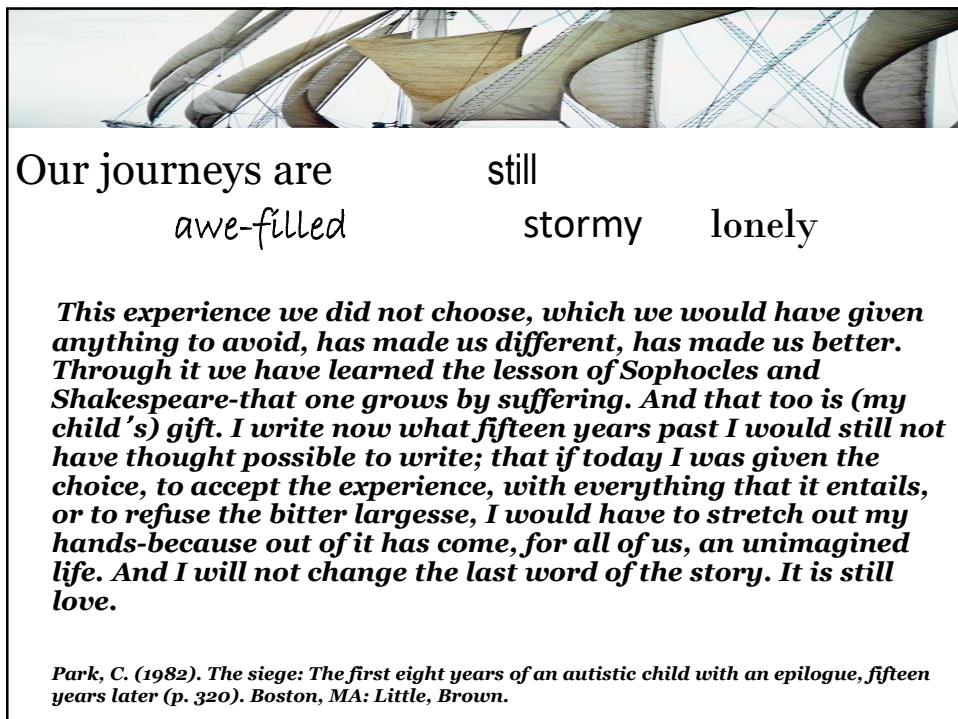 Our journeys are still
awe-filled stormy lonely
This experience we did not choose, which we would have given
anything to avoid, has made us different, has made us better.
Through it we have learned the lesson of Sophocles and
Shakespeare-that one grows by suffering. And that too is (my
child's) gift. I write now what fifteen years past I would still not
have thought possible to write; that if today I was given the
choice, to accept the experience, with everything that it entails,
or to refuse the bitter largesse, I would have to stretch out my
hands-because out of it has come, for all of us, an unimagined
life. And I will not change the last word of the story. It is still
love.
Park, C. (1982). The siege: The first eight years of an autistic child with an epilogue, fifteen
years later (p. 320). Boston, MA: Little, Brown.